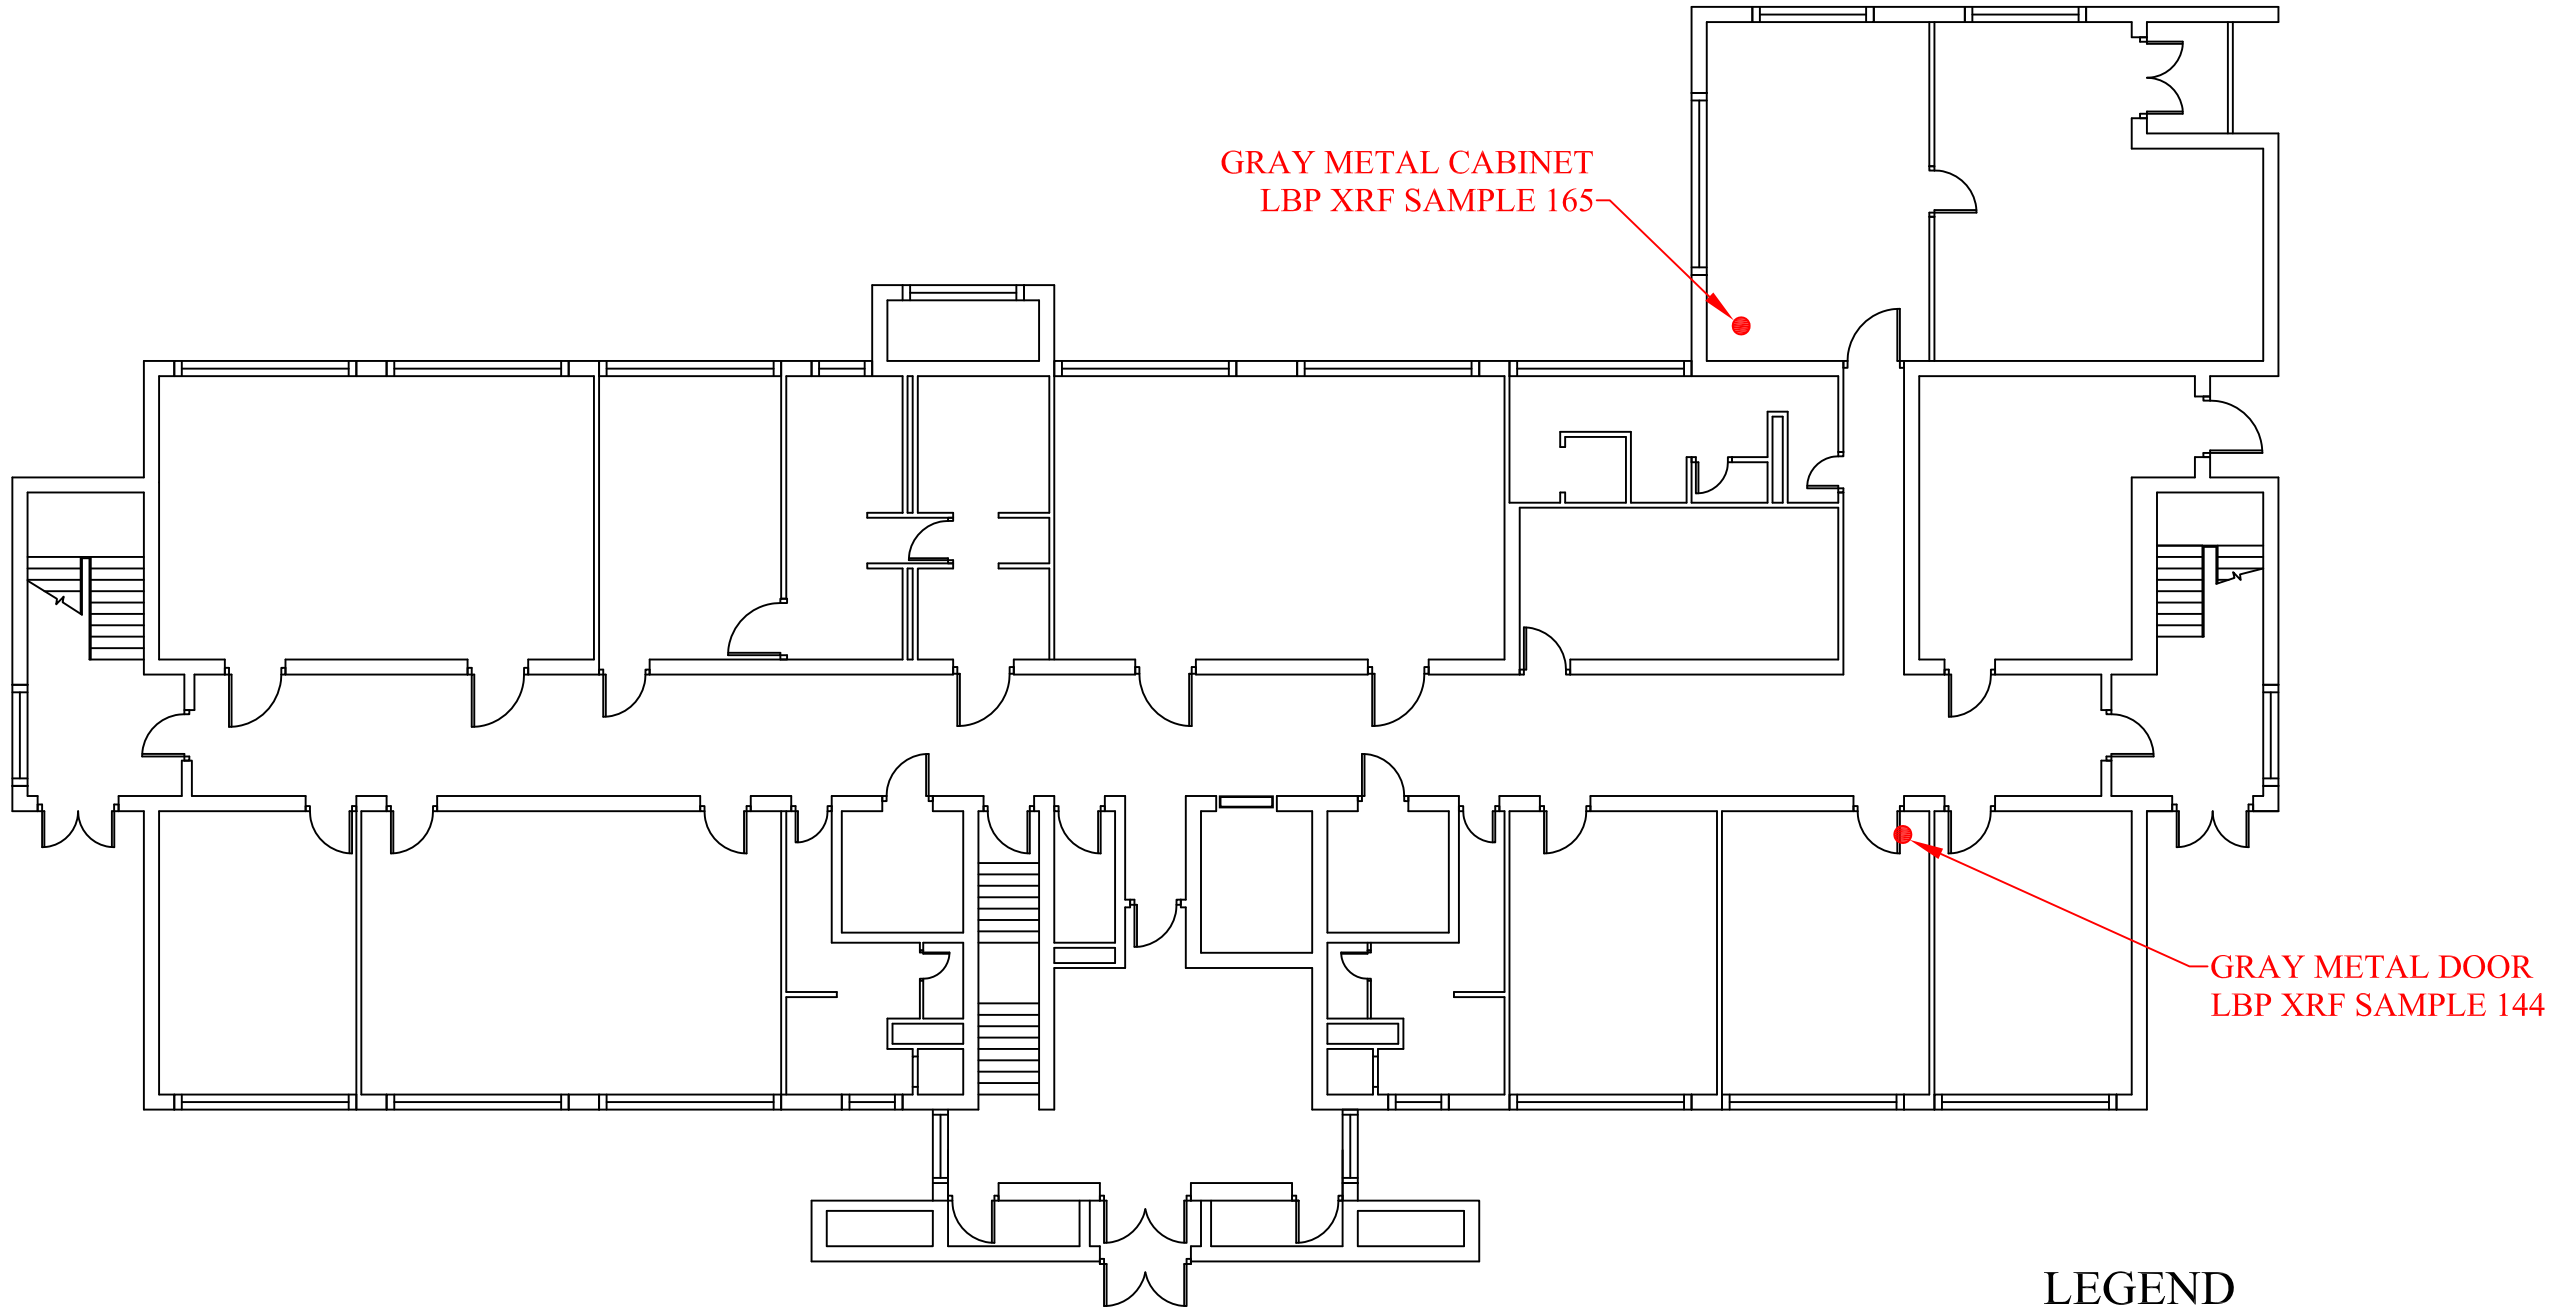 GRAY METAL CABINET
LBP XRF SAMPLE 165
GRAY METAL DOOR
LBP XRF SAMPLE 144
LEGEND